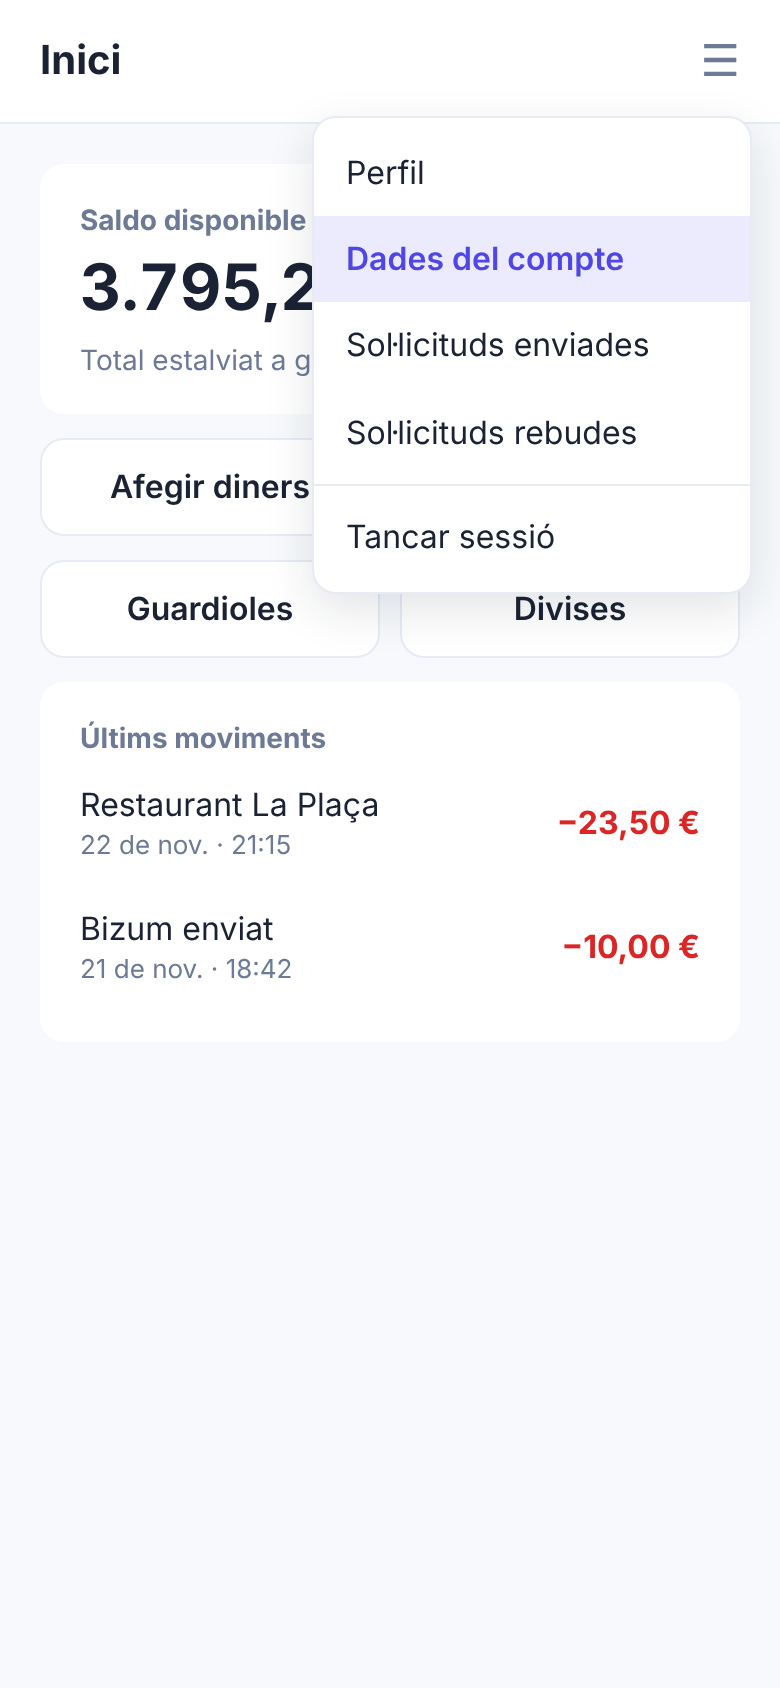 Inici
Perfil
Dades del compte
Sol·licituds enviades
Sol·licituds rebudes
Tancar sessió
Saldo disponible
3.795,2
Total estalviat a g
Afegir diners
Guardioles
Divises
Últims moviments
Restaurant La Plaça
−23,50 €
22 de nov. · 21:15
Bizum enviat
−10,00 €
21 de nov. · 18:42